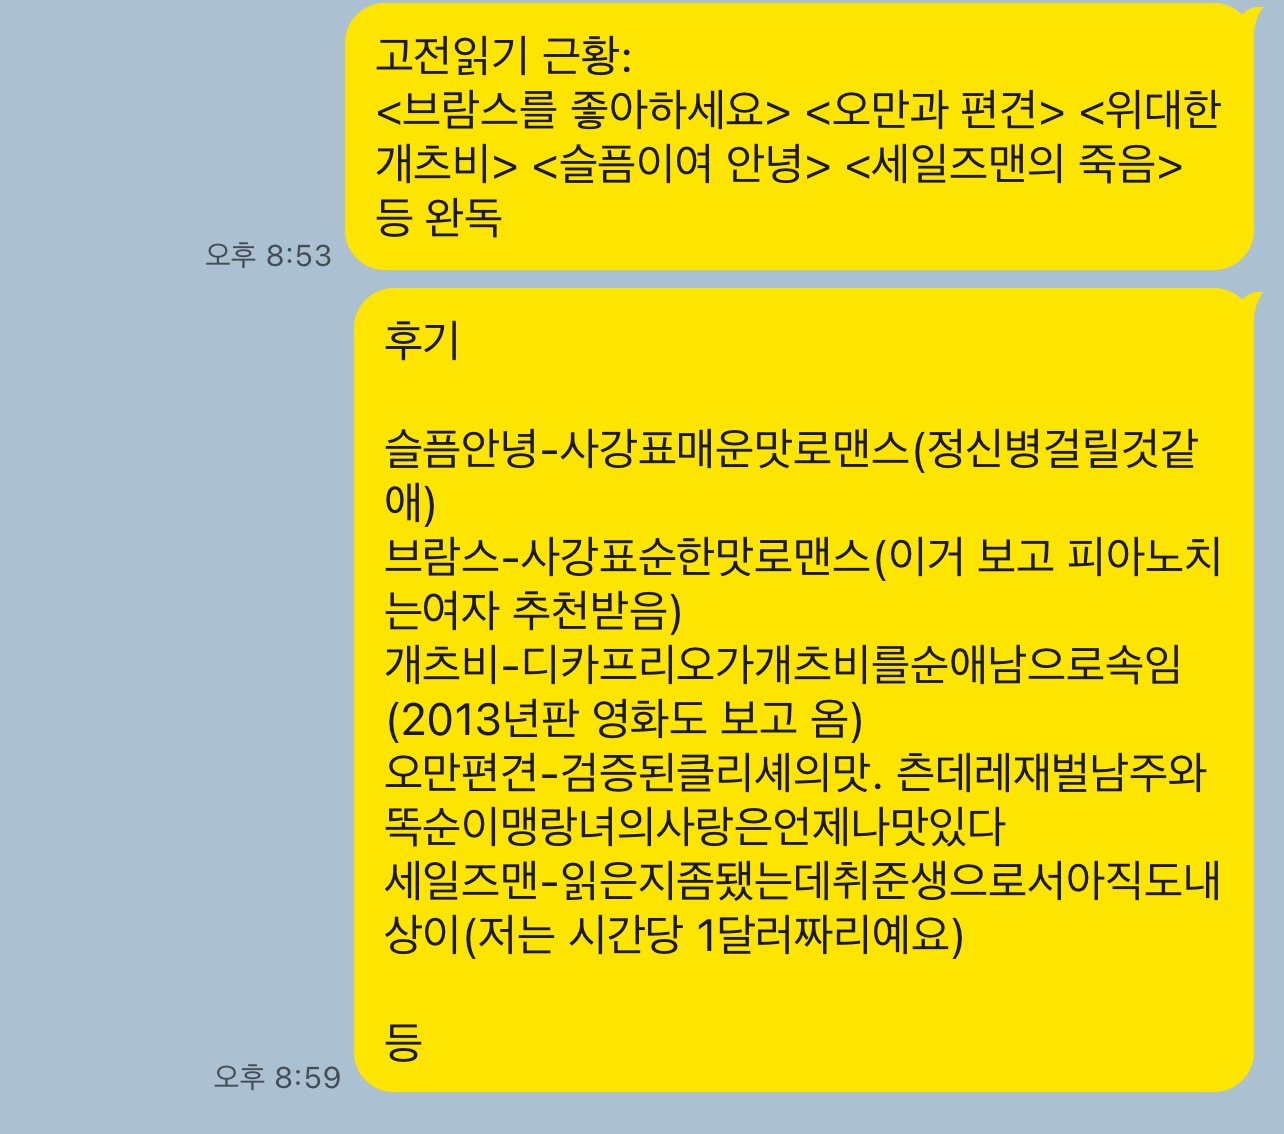 고전읽기 근황:
<브람스를 좋아하세요> <오만과 편견> <위대한
개츠비> <슬픔이여 안녕> <세일즈맨의 죽음>
등 완독
오후 8:53
후기
슬픔안녕-사강표매운맛로맨스(정신병걸릴것같
애)
브람스-사강표순한맛로맨스(이거 보고 피아노치
는여자 추천받음)
개츠비-디카프리오가개츠비를순애남으로속임
(2013년판 영화도 보고 옴)
오만편견-검증된클리셰의맛. 츤데레재벌남주와
똑순이맹랑녀의사랑은언제나맛있다
세일즈맨-읽은지좀됐는데취준생으로서아직도내
상이(저는 시간당 1달러짜리예요)
등
오후 8:59